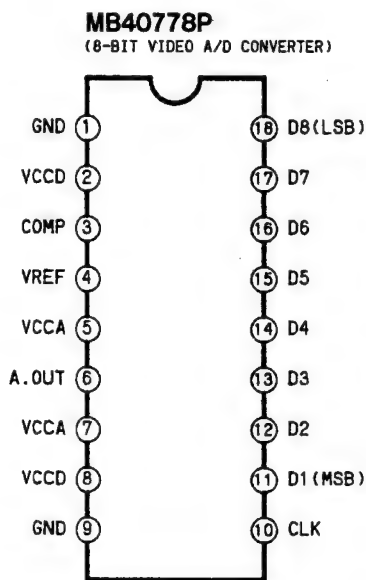 MB40778P
(8-BIT VIDEO A/D CONVERTER)
GND 1
18 D8(LSB)
VCCD 2
17 D7
COMP 3
16 D6
VREF 4
15 D5
VCCA 5
14 D4
A.OUT 6
13 D3
VCCA 7
12 D2
VCCD 8
11 D1(MSB)
GND 9
10 CLK